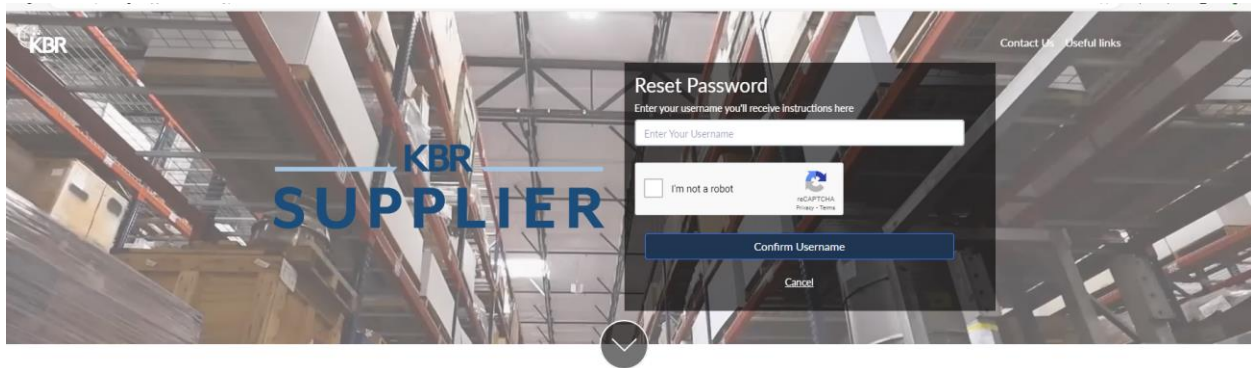 KBR
Contact Us
Useful links
KBR
SUPPLIER
Reset Password
Enter your username you'll receive instructions here
Enter Your Username
I'm not a robot
reCAPTCHA
Privacy - Terms
Confirm Username
Cancel